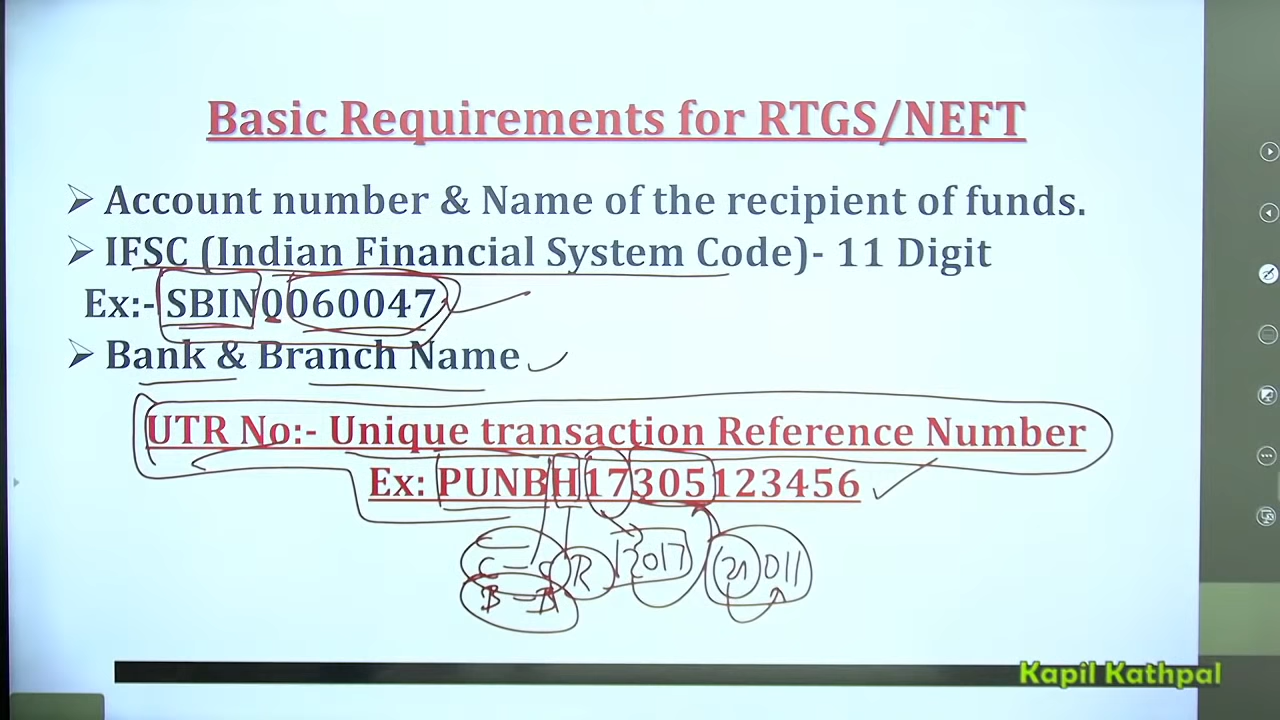 Basic Requirements for RTGS/NEFT
➢ Account number & Name of the recipient of funds.
➢ IFSC (Indian Financial System Code)- 11 Digit
Ex:- SBIN0060047
➢ Bank & Branch Name
UTR No:- Unique transaction Reference Number
Ex: PUNBH17305123456
C - C R 2017
B - B
Kapil Kathpal